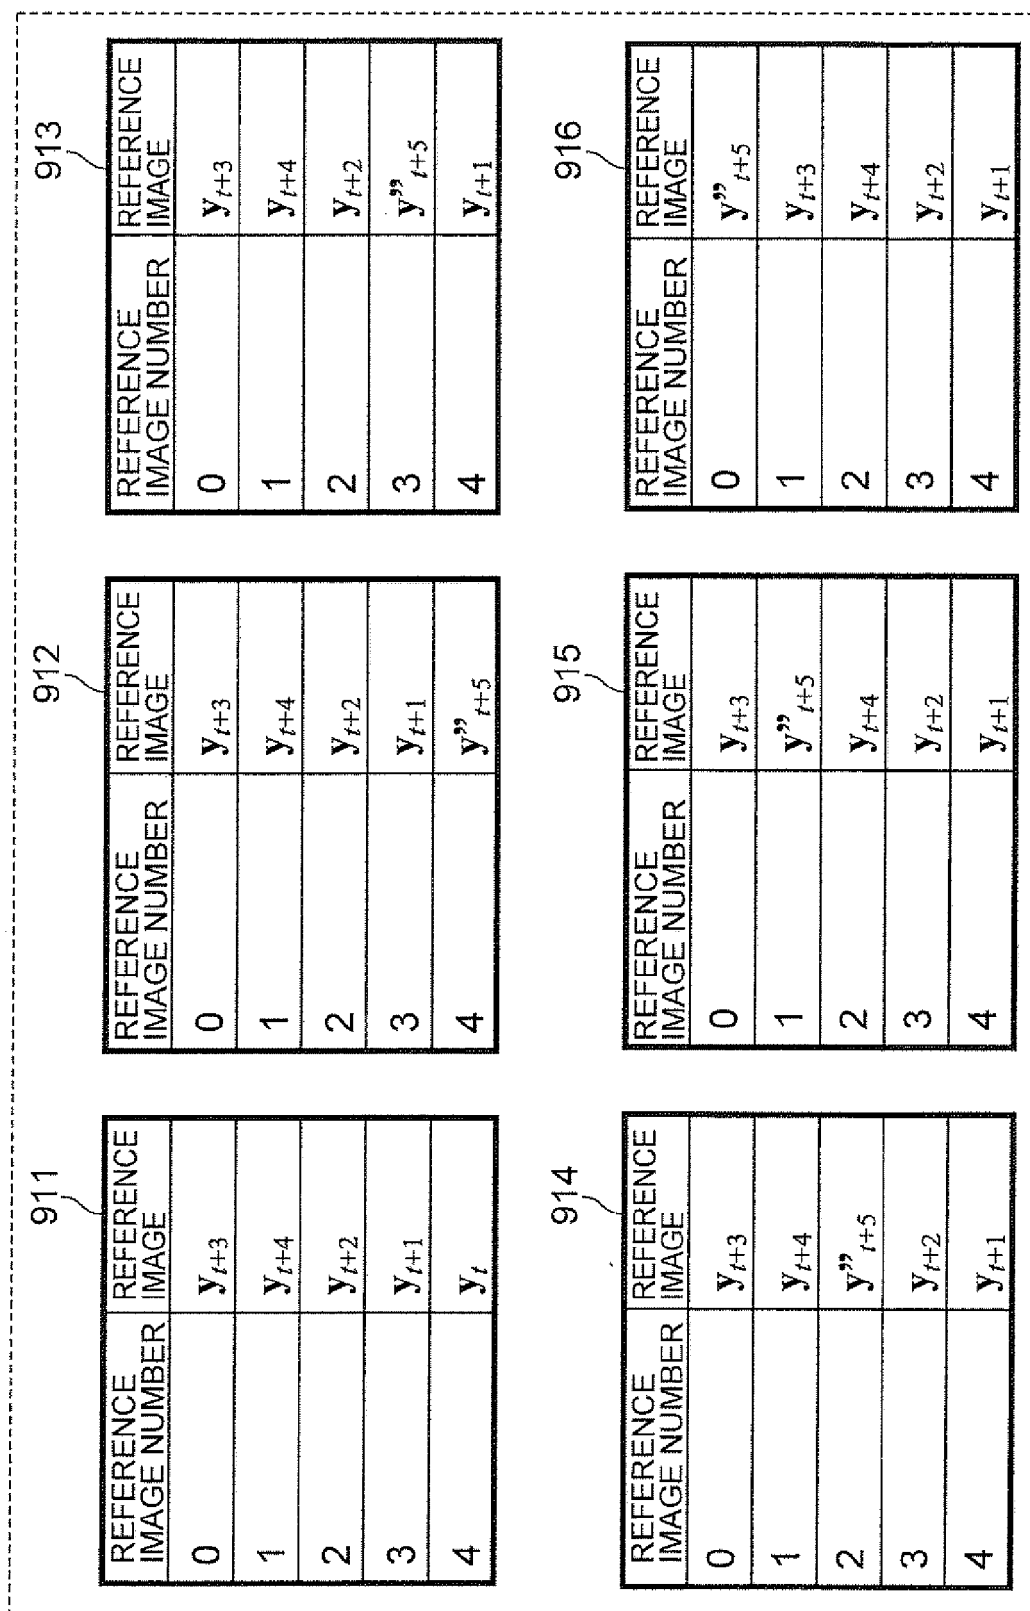 911
REFERENCE IMAGE NUMBER REFERENCE IMAGE
0 y_{t+3}
1 y_{t+4}
2 y_{t+2}
3 y_{t+1}
4 y_t
912
REFERENCE IMAGE NUMBER REFERENCE IMAGE
0 y_{t+3}
1 y_{t+4}
2 y_{t+2}
3 y_{t+1}
4 y”_{t+5}
913
REFERENCE IMAGE NUMBER REFERENCE IMAGE
0 y_{t+3}
1 y_{t+4}
2 y_{t+2}
3 y”_{t+5}
4 y_{t+1}
914
REFERENCE IMAGE NUMBER REFERENCE IMAGE
0 y_{t+3}
1 y_{t+4}
2 y”_{t+5}
3 y_{t+2}
4 y_{t+1}
915
REFERENCE IMAGE NUMBER REFERENCE IMAGE
0 y_{t+3}
1 y”_{t+5}
2 y_{t+4}
3 y_{t+2}
4 y_{t+1}
916
REFERENCE IMAGE NUMBER REFERENCE IMAGE
0 y”_{t+5}
1 y_{t+3}
2 y_{t+4}
3 y_{t+2}
4 y_{t+1}